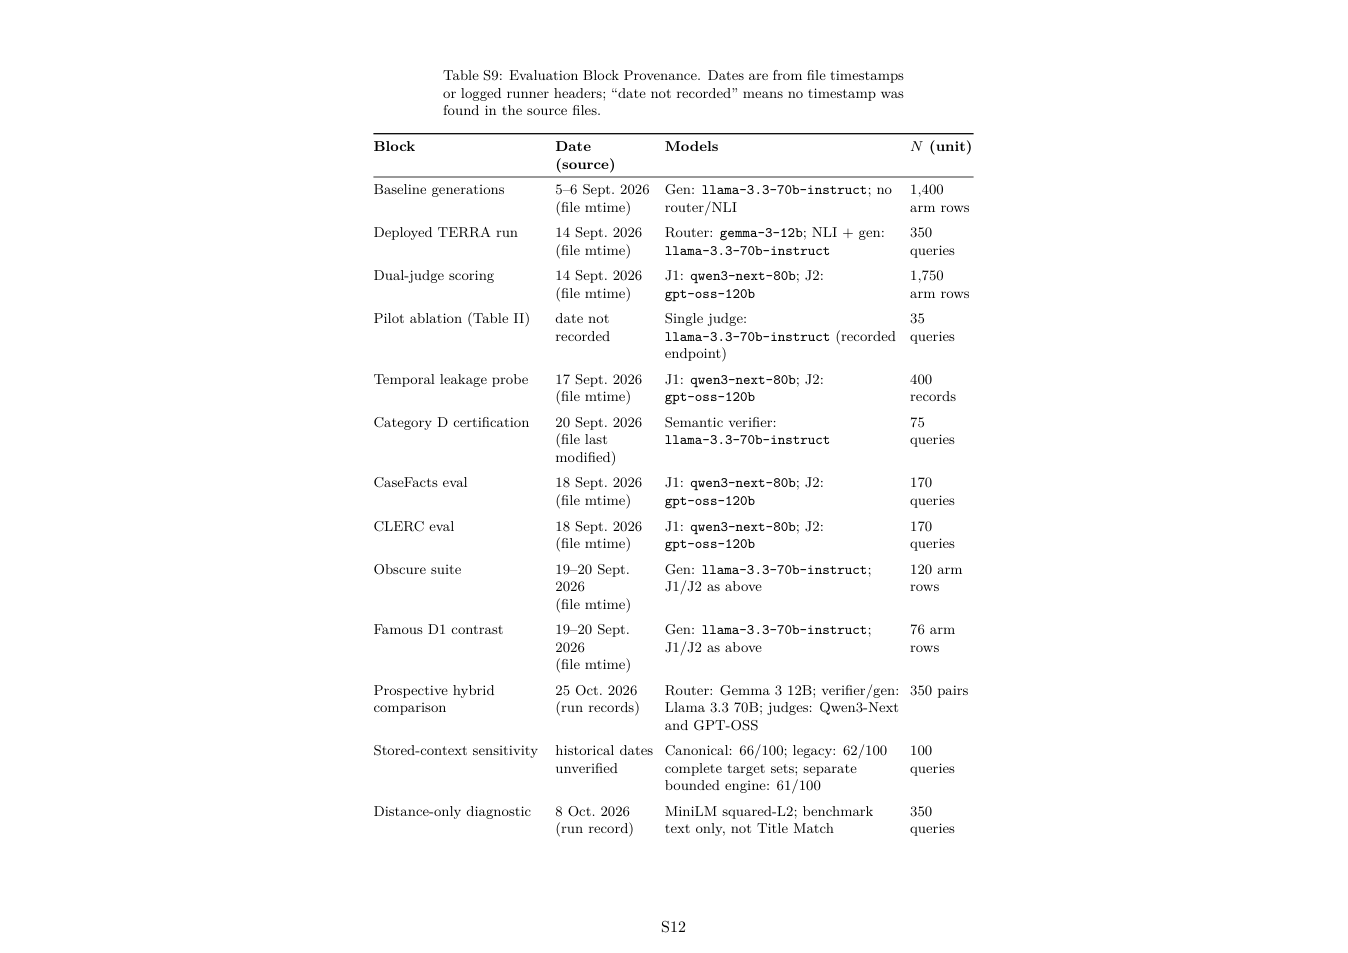 Table S9: Evaluation Block Provenance. Dates are from file timestamps
or logged runner headers; “date not recorded” means no timestamp was
found in the source files.
Block Date (source) Models N (unit)
Baseline generations 5–6 Sept. 2026 Gen: llama-3.3-70b-instruct; no 1,400
(file mtime) router/NLI arm rows
Deployed TERRA run 14 Sept. 2026 Router: gemma-3-12b; NLI + gen: 350
(file mtime) llama-3.3-70b-instruct queries
Dual-judge scoring 14 Sept. 2026 J1: qwen3-next-80b; J2: 1,750
(file mtime) gpt-oss-120b arm rows
Pilot ablation (Table II) date not Single judge: 35
recorded llama-3.3-70b-instruct (recorded queries
endpoint)
Temporal leakage probe 17 Sept. 2026 J1: qwen3-next-80b; J2: 400
(file mtime) gpt-oss-120b records
Category D certification 20 Sept. 2026 Semantic verifier: 75
(file last llama-3.3-70b-instruct queries
modified)
CaseFacts eval 18 Sept. 2026 J1: qwen3-next-80b; J2: 170
(file mtime) gpt-oss-120b queries
CLERC eval 18 Sept. 2026 J1: qwen3-next-80b; J2: 170
(file mtime) gpt-oss-120b queries
Obscure suite 19–20 Sept. Gen: llama-3.3-70b-instruct; 120 arm
2026 J1/J2 as above rows
(file mtime)
Famous D1 contrast 19–20 Sept. Gen: llama-3.3-70b-instruct; 76 arm
2026 J1/J2 as above rows
(file mtime)
Prospective hybrid 25 Oct. 2026 Router: Gemma 3 12B; verifier/gen: 350 pairs
comparison (run records) Llama 3.3 70B; judges: Qwen3-Next
and GPT-OSS
Stored-context sensitivity historical dates Canonical: 66/100; legacy: 62/100 100
unverified complete target sets; separate queries
bounded engine: 61/100
Distance-only diagnostic 8 Oct. 2026 MiniLM squared-L2; benchmark 350
(run record) text only, not Title Match queries
S12